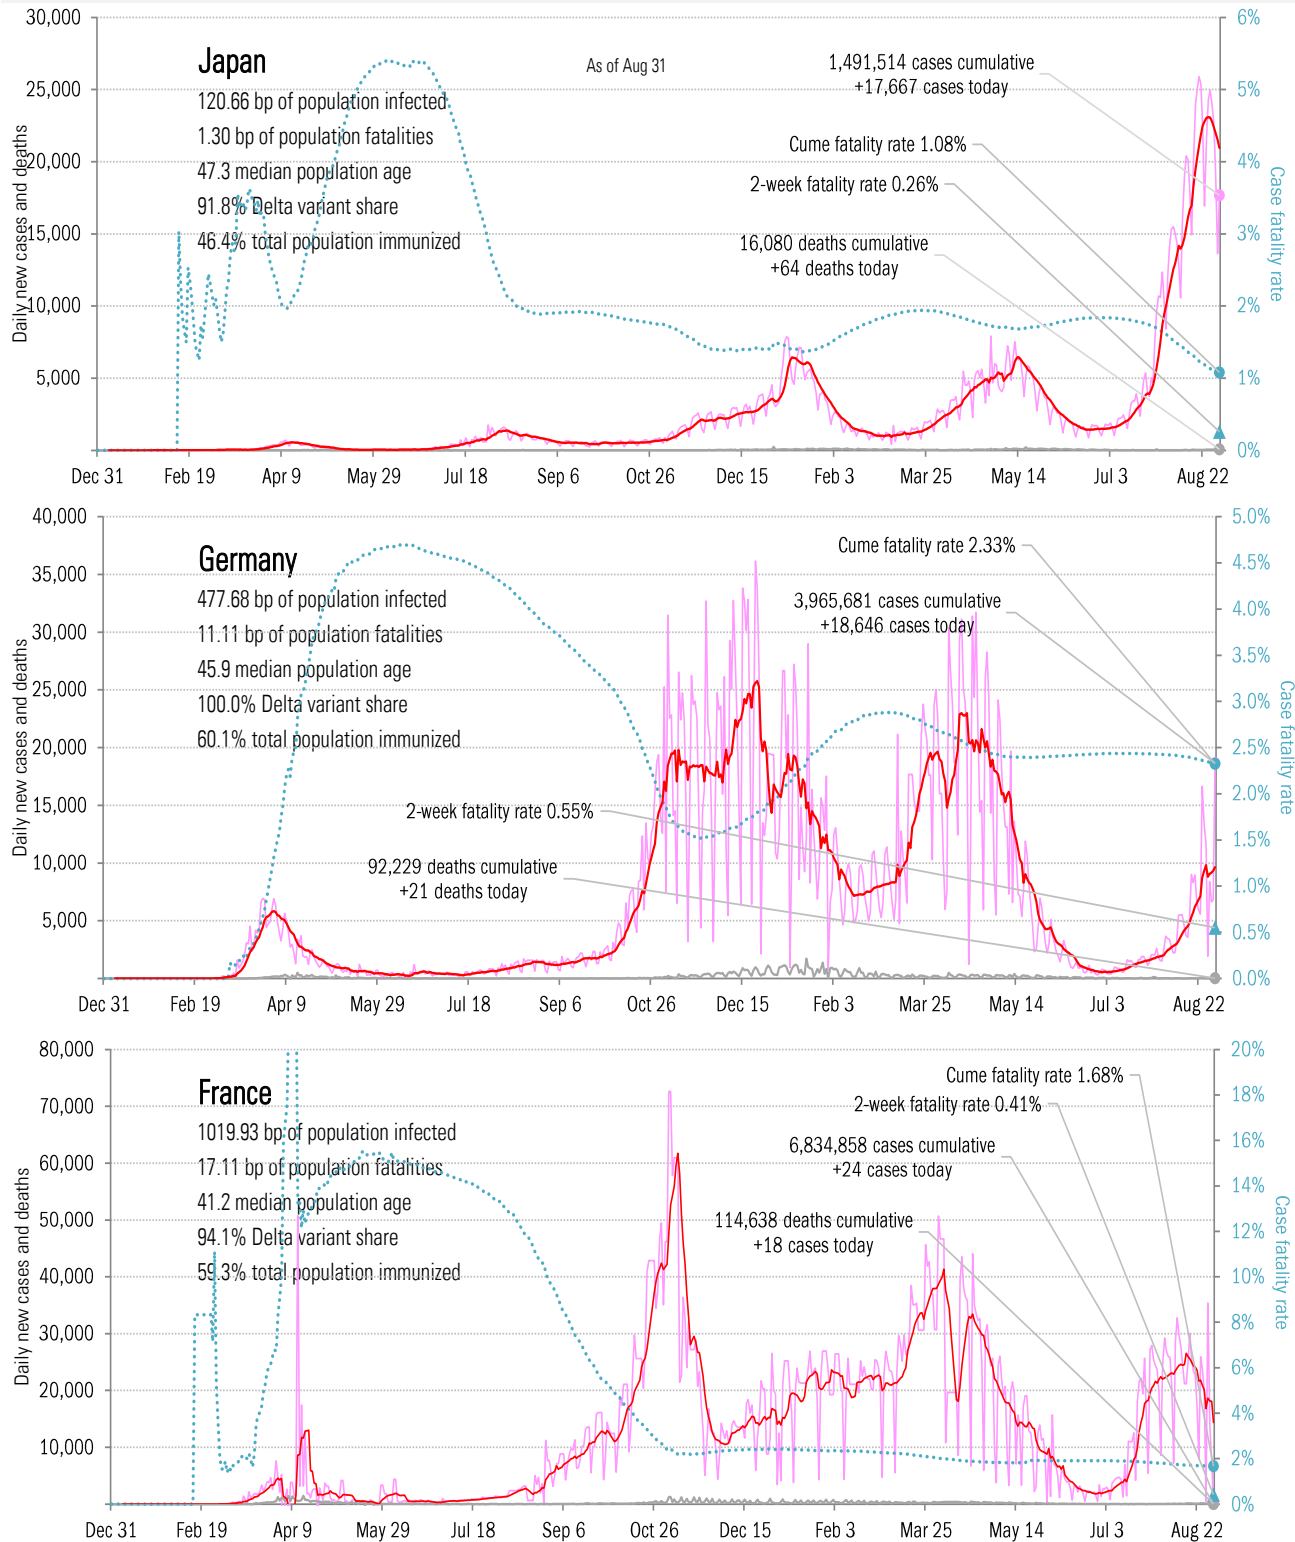 30,000
25,000
20,000
15,000
10,000
5,000
Daily new cases and deaths
Japan
120.66 bp of population infected
1.30 bp of population fatalities
47.3 median population age
91.8% Delta variant share
46.4% total population immunized
As of Aug 31
1,491,514 cases cumulative
+17,667 cases today
Cume fatality rate 1.08%
2-week fatality rate 0.26%
16,080 deaths cumulative
+64 deaths today
6%
5%
4%
3%
2%
1%
0%
Case fatality rate
Dec 31 Feb 19 Apr 9 May 29 Jul 18 Sep 6 Oct 26 Dec 15 Feb 3 Mar 25 May 14 Jul 3 Aug 22
40,000
35,000
30,000
25,000
20,000
15,000
10,000
5,000
Daily new cases and deaths
Germany
477.68 bp of population infected
11.11 bp of population fatalities
45.9 median population age
100.0% Delta variant share
60.1% total population immunized
Cume fatality rate 2.33%
3,965,681 cases cumulative
+18,646 cases today
2-week fatality rate 0.55%
92,229 deaths cumulative
+21 deaths today
5.0%
4.5%
4.0%
3.5%
3.0%
2.5%
2.0%
1.5%
1.0%
0.5%
0.0%
Case fatality rate
Dec 31 Feb 19 Apr 9 May 29 Jul 18 Sep 6 Oct 26 Dec 15 Feb 3 Mar 25 May 14 Jul 3 Aug 22
80,000
70,000
60,000
50,000
40,000
30,000
20,000
10,000
Daily new cases and deaths
France
1019.93 bp of population infected
17.11 bp of population fatalities
41.2 median population age
94.1% Delta variant share
59.3% total population immunized
Cume fatality rate 1.68%
2-week fatality rate 0.41%
6,834,858 cases cumulative
+24 cases today
114,638 deaths cumulative
+18 cases today
20%
18%
16%
14%
12%
10%
8%
6%
4%
2%
0%
Case fatality rate
Dec 31 Feb 19 Apr 9 May 29 Jul 18 Sep 6 Oct 26 Dec 15 Feb 3 Mar 25 May 14 Jul 3 Aug 22